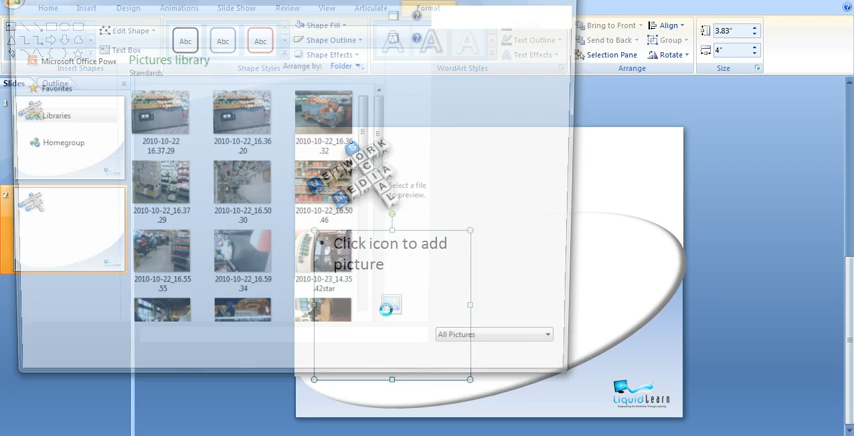 Home
Insert
Design
Animations
Slide Show
Review
View
Articulate
Format
Edit Shape
Text Box
Insert Shapes
Abc
Abc
Abc
Shape Fill
Shape Outline
Shape Effects
Shape Styles
A
A
A
Text Outline
Text Effects
WordArt Styles
Bring to Front
Send to Back
Selection Pane
Align
Group
Rotate
Arrange
3.83"
4"
Size
Microsoft Office Powe
Pictures library
Standards
Arrange by:
Folder
Slides
Outline
Favorites
Libraries
Homegroup
2010-10-22
16.37.29
2010-10-22_16.36
.20
2010-10-22_16.36
.32
2010-10-22_16.37
.29
2010-10-22_16.50
.30
2010-10-22_16.50
.46
2010-10-22_16.55
.55
2010-10-22_16.59
.34
2010-10-23_14.35
.42star
NETWORK
SOCIAL
MEDIA
Select a file
to preview.
• Click icon to add
picture
All Pictures
LiquidLearn